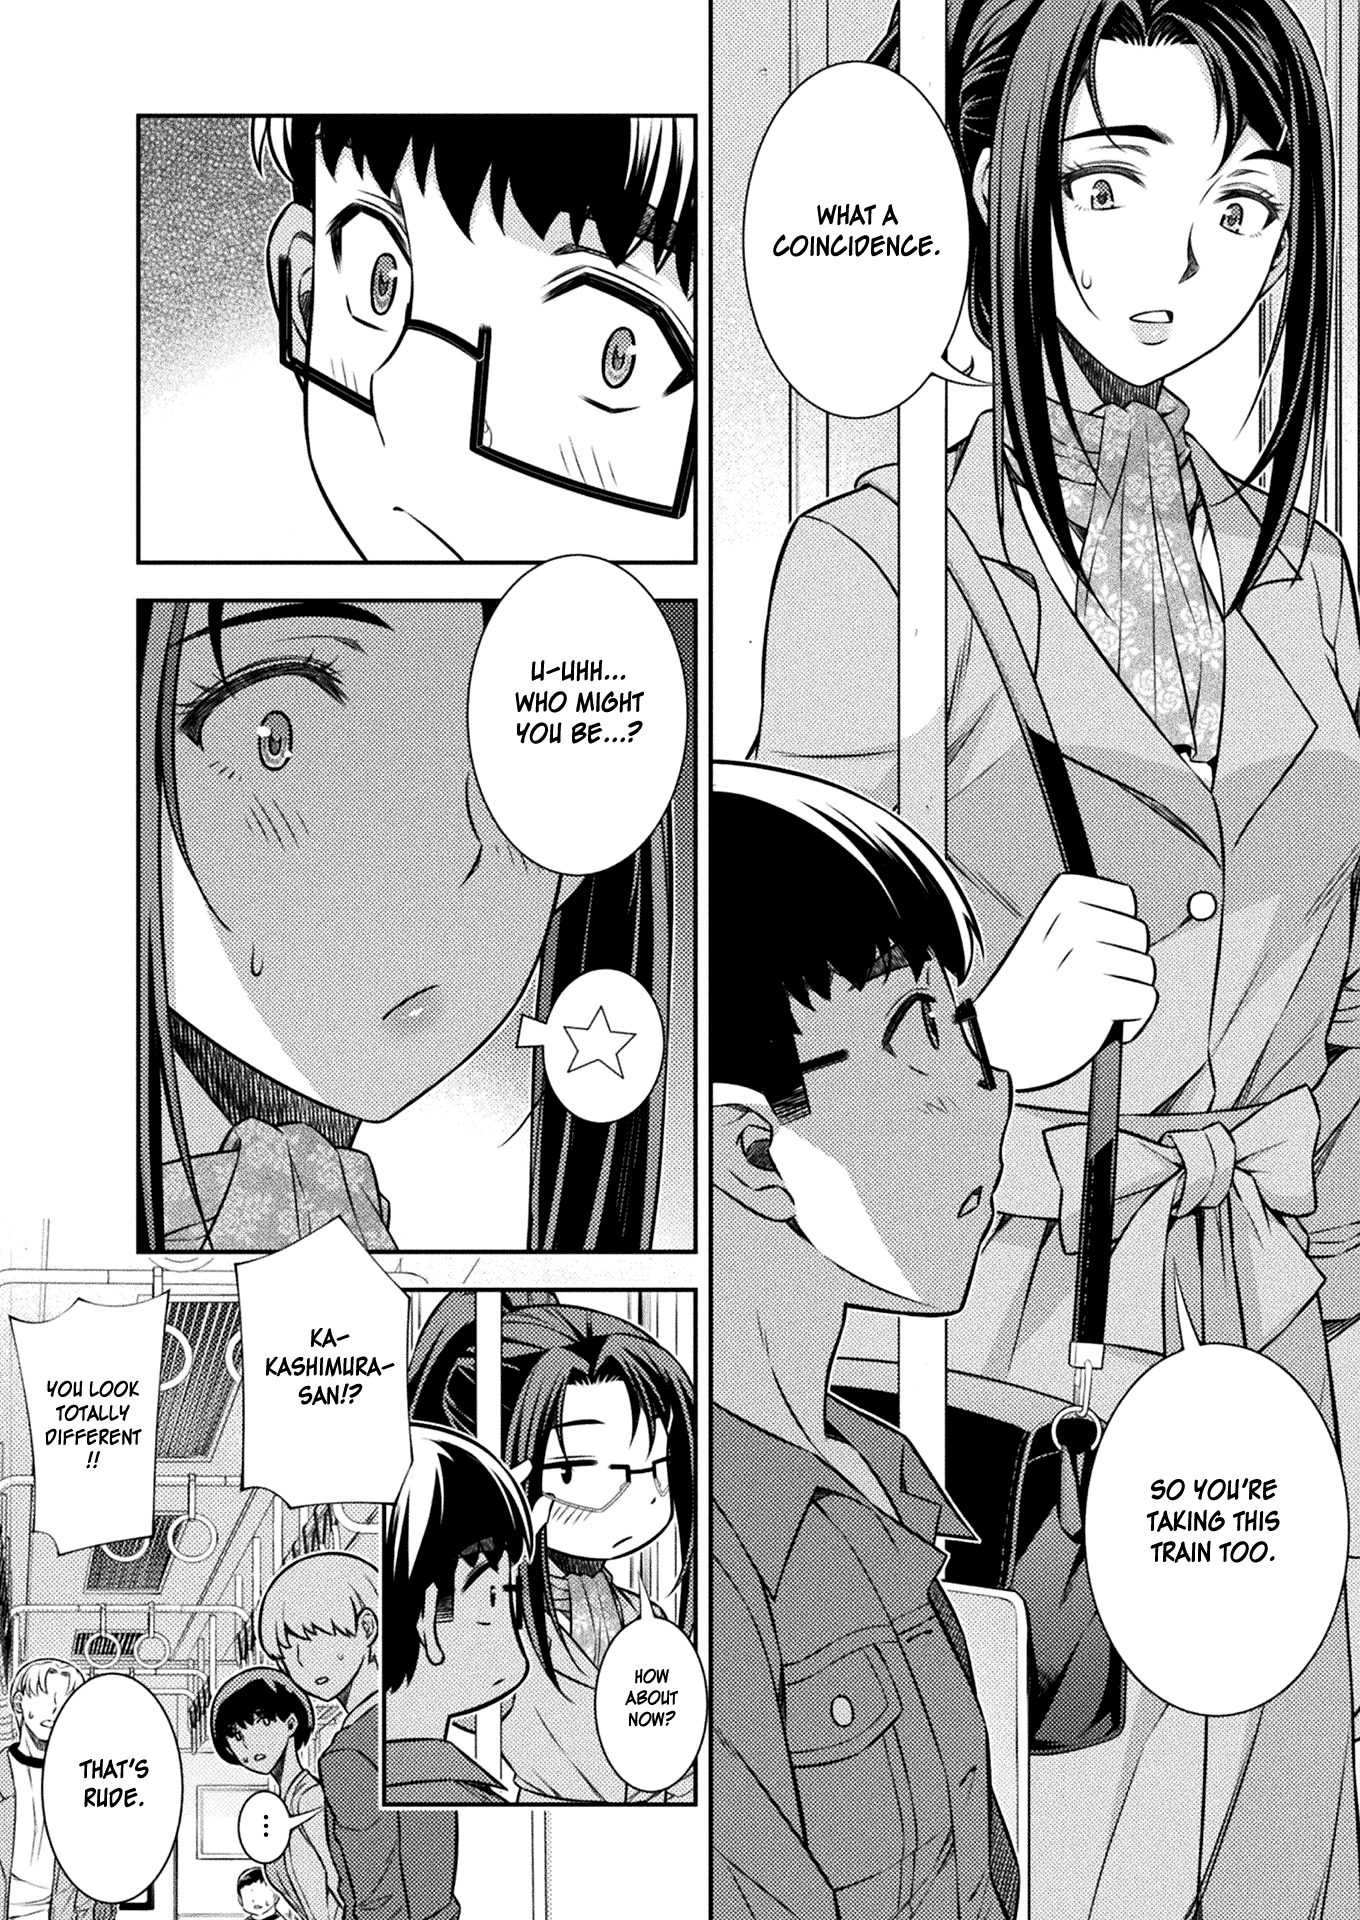 WHAT A
COINCIDENCE.
SO YOU'RE
TAKING THIS
TRAIN TOO.
U-UHH...
WHO MIGHT
YOU BE...?
HOW
ABOUT
NOW?
KA-
KASHIMURA-
SAN!?
YOU LOOK
TOTALLY
DIFFERENT
!!
...
THAT'S
RUDE.